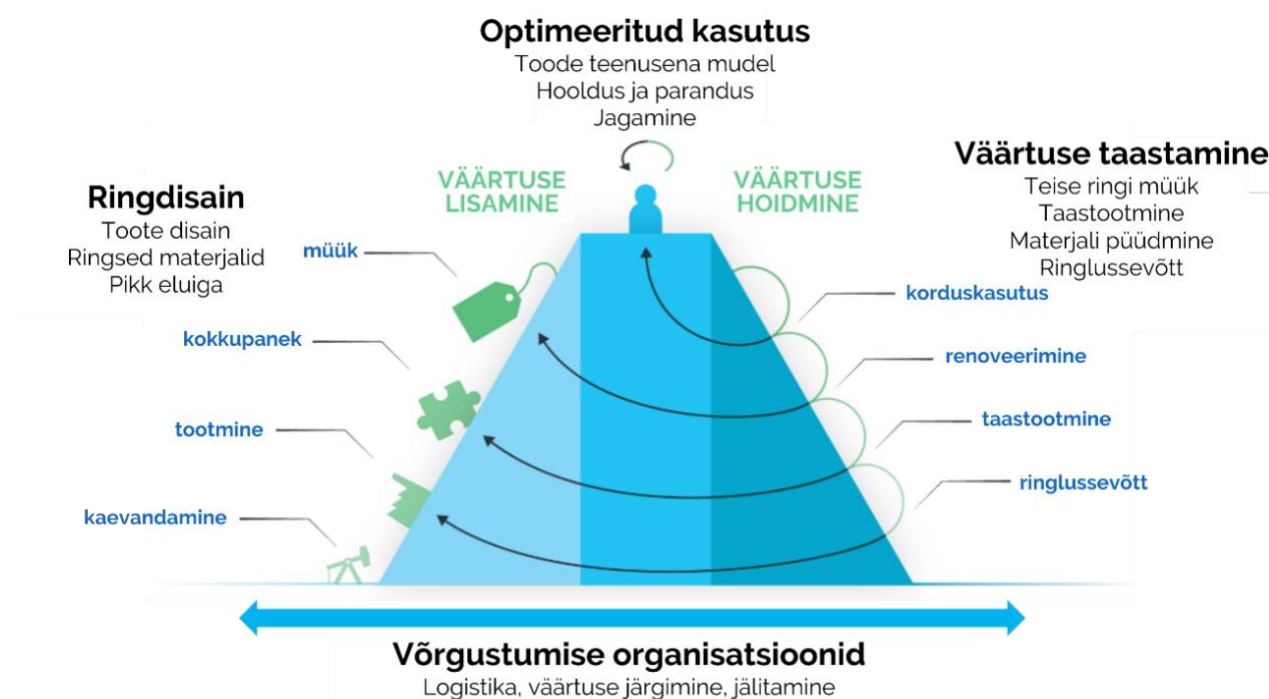 Optimeeritud kasutus
Toode teenusena mudel
Hooldus ja parandus
Jagamine
Ringdisain
Toote disain
Ringsed materjalid
Pikk eluiga
VÄÄRTUSE
LISAMINE
VÄÄRTUSE
HOIDMINE
Väärtuse taastamine
Teise ringi müük
Taastootmine
Materjali püüdmine
Ringlussevõtt
müük
kokkupanek
tootmine
kaevandamine
korduskasutus
renoveerimine
taastootmine
ringlussevõtt
Võrgustumise organisatsioonid
Logistika, väärtuse järgimine, jälitamine